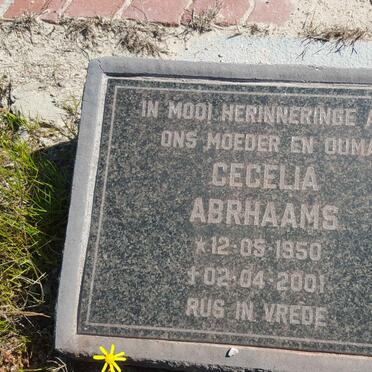 IN MOOI HERINNERINGE A
ONS MOEDER EN OUMA
CECELIA
ABRHAAMS
* 12-05-1950
† 02-04-2001
RUS IN VREDE